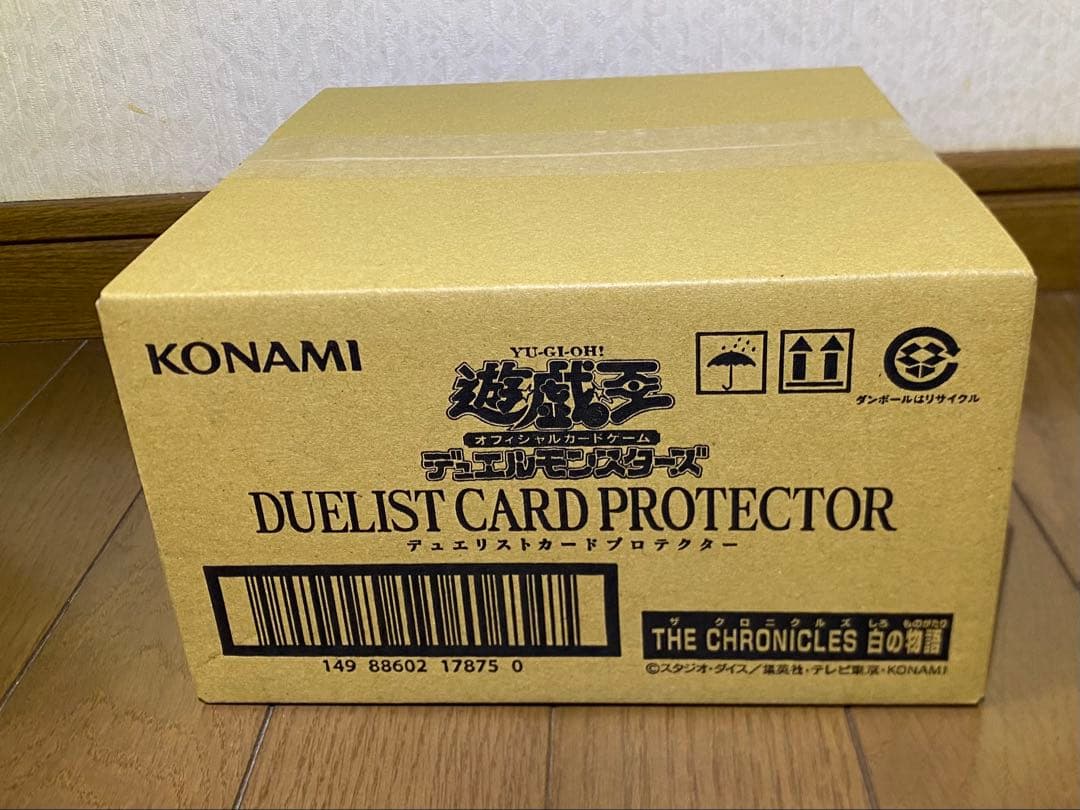 KONAMI
YU-GI-OH!
遊戯王
オフィシャルカードゲーム
デュエルモンスターズ
ダンボールはリサイクル
DUELIST CARD PROTECTOR
デュエリストカードプロテクター
149 88602 17875 0
ザ クロニクルズ しろ ものがたり
THE CHRONICLES 白の物語
©スタジオ・ダイス/集英社・テレビ東京・KONAMI